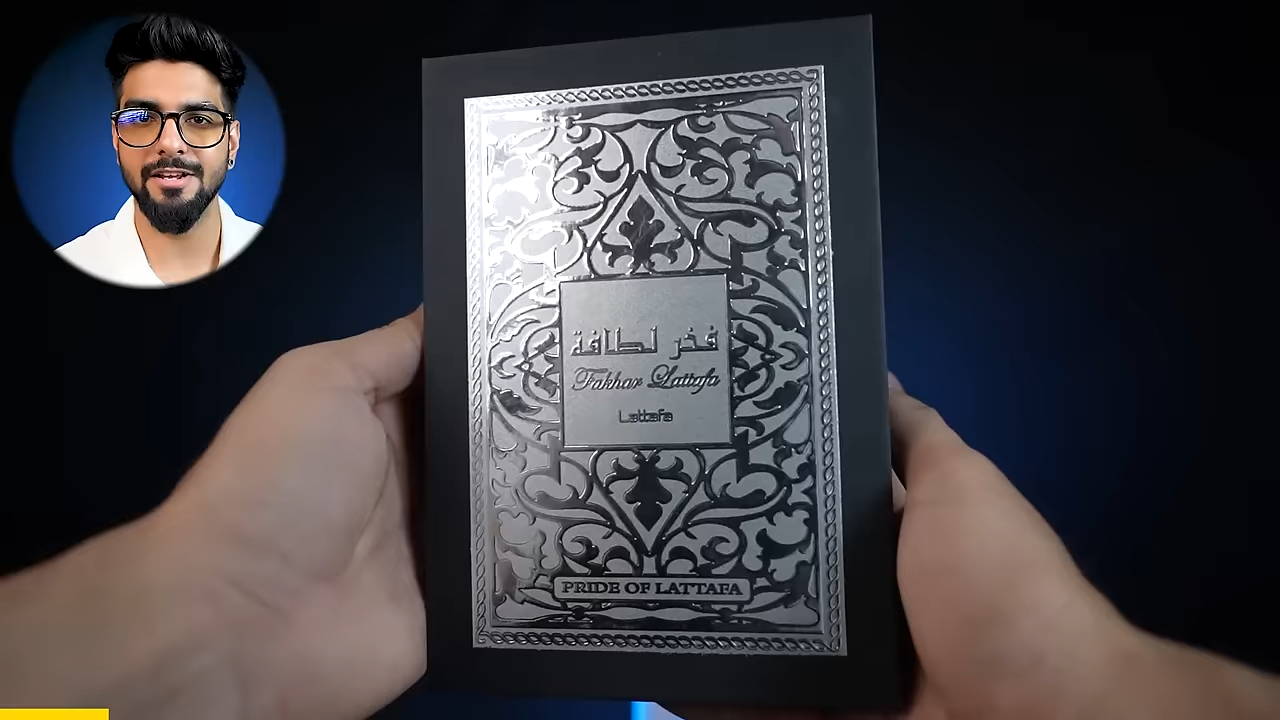 فخر لطافة
Fakhar Lattafa
Lattafa
PRIDE OF LATTAFA